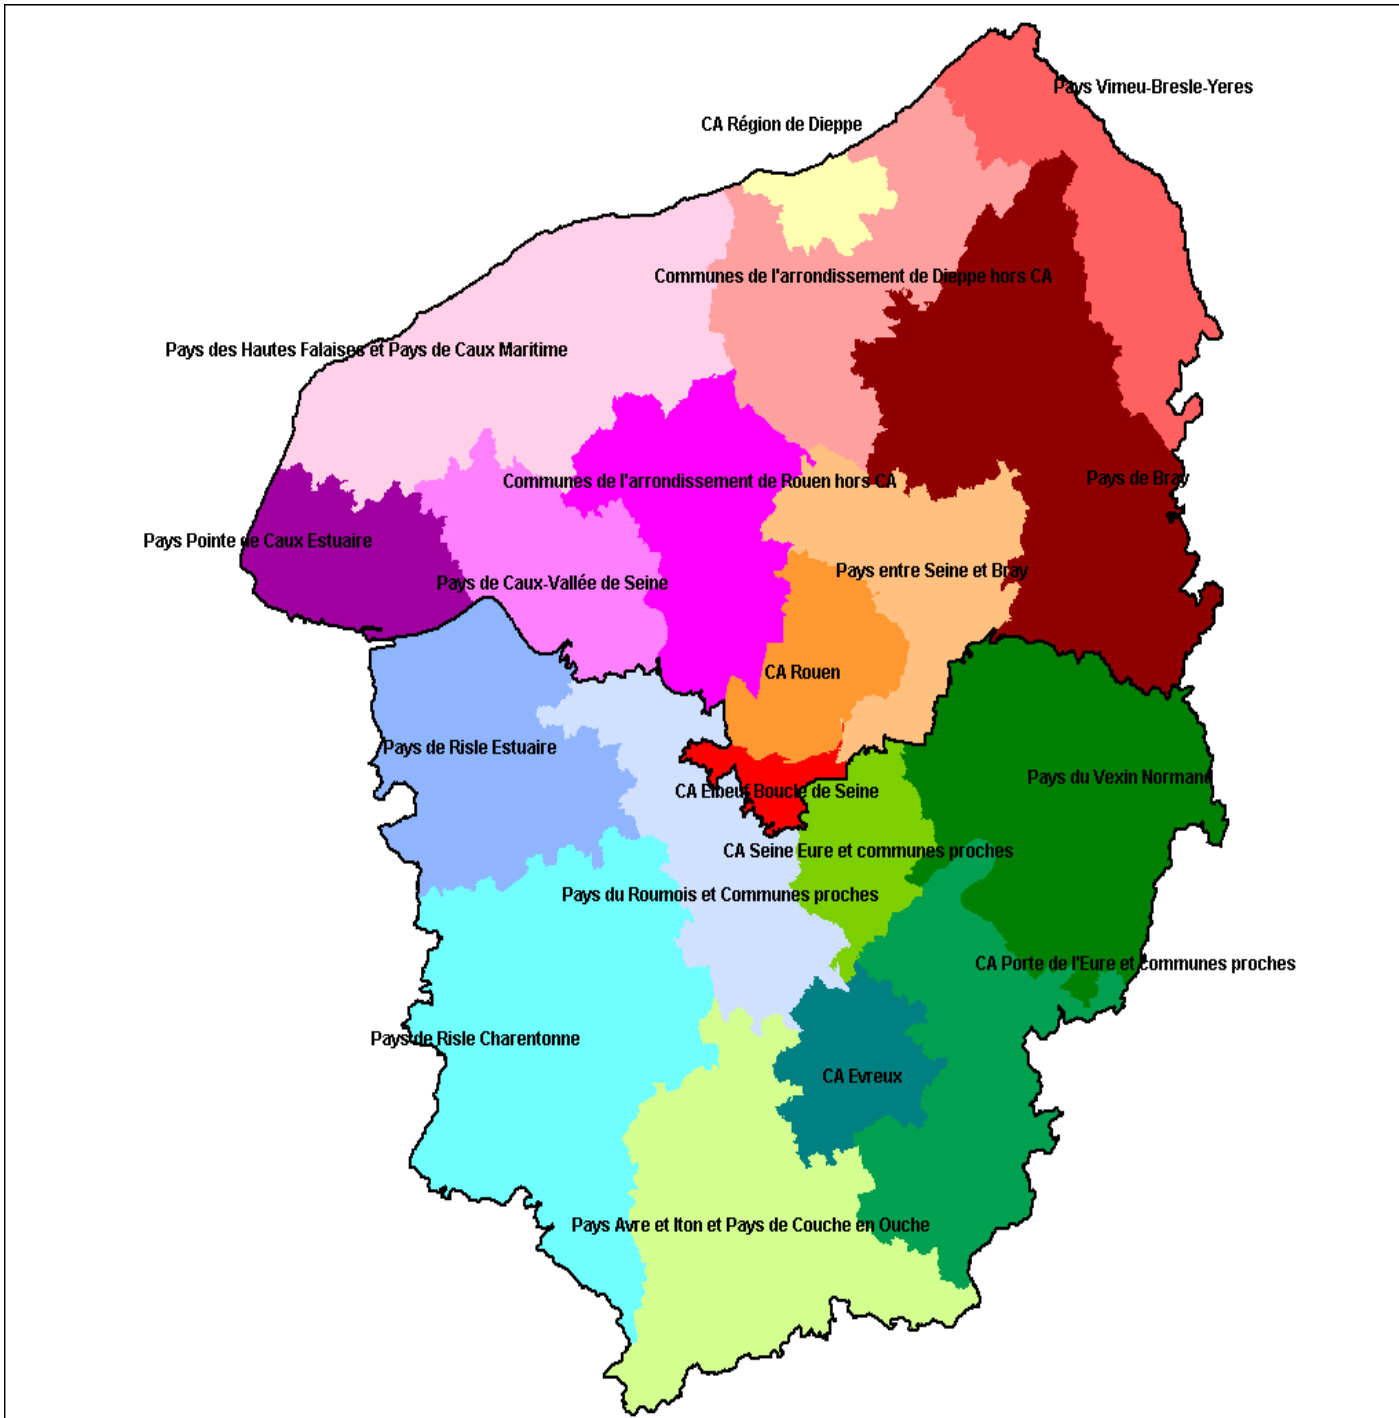 Pays Vimeu-Bresle-Yeres
CA Région de Dieppe
Communes de l'arrondissement de Dieppe hors CA
Pays des Hautes Falaises et Pays de Caux Maritime
Pays de Bray
Communes de l'arrondissement de Rouen hors CA
Pays Pointe de Caux Estuaire
Pays entre Seine et Bray
Pays de Caux-Vallée de Seine
CA Rouen
Pays de Risle Estuaire
Pays du Vexin Normand
CA Elbeuf Boucle de Seine
CA Seine Eure et communes proches
Pays du Roumois et Communes proches
CA Porte de l'Eure et communes proches
Pays de Risle Charentonne
CA Evreux
Pays Avre et Iton et Pays de Couche en Ouche